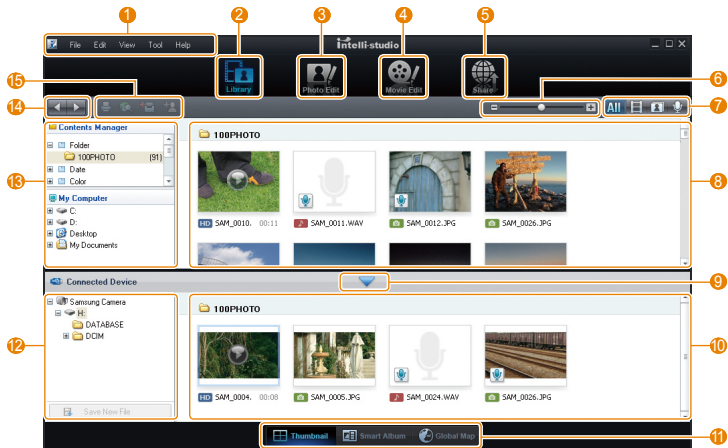 1
2
3
4
5
File Edit View Tool Help
Intelli-studio
15
Library
Photo Edit
Movie Edit
Share
6
14
All
7
Contents Manager
Folder
100PHOTO (91)
Date
Color
13
My Computer
C:
D:
Desktop
My Documents
100PHOTO
HD SAM_0010. 00:11
SAM_0011.WAV
SAM_0012.JPG
SAM_0026.JPG
8
Connected Device
9
Samsung Camera
H:
DATABASE
DCIM
12
Save New File
100PHOTO
HD SAM_0004. 00:08
SAM_0005.JPG
SAM_0024.WAV
SAM_0026.JPG
10
Thumbnail
Smart Album
Global Map
11